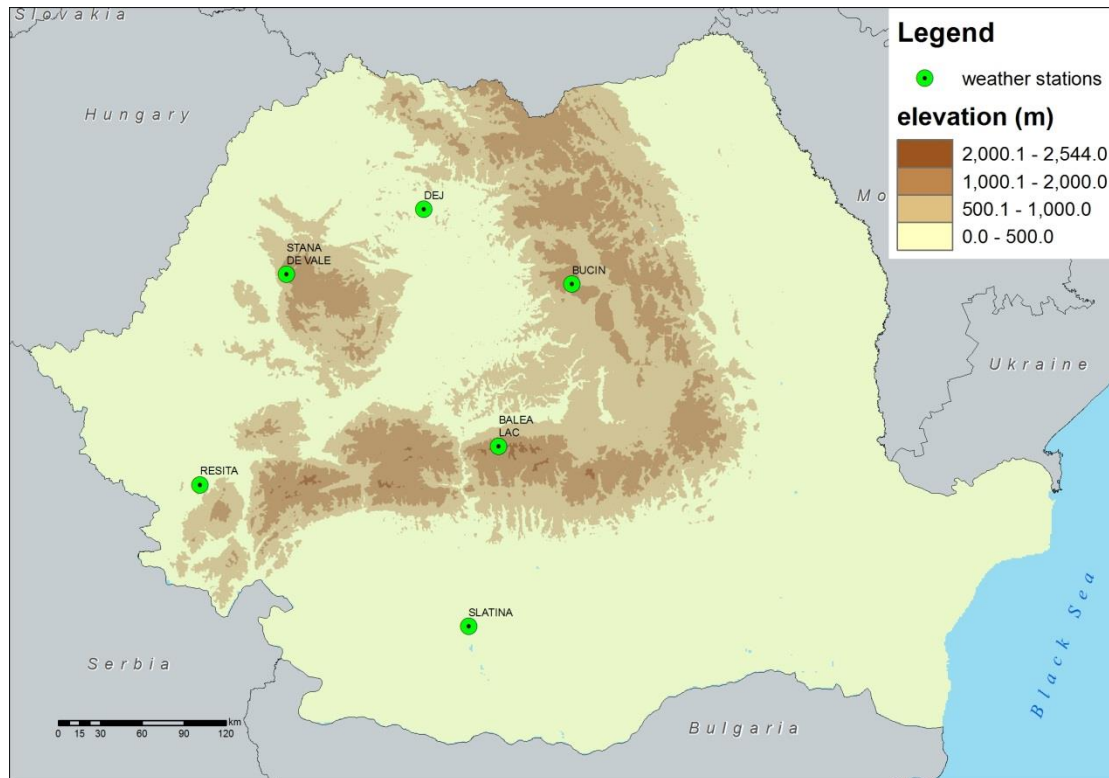 Slovakia
Hungary
Legend
weather stations
elevation (m)
2,000.1 - 2,544.0
1,000.1 - 2,000.0
500.1 - 1,000.0
0.0 - 500.0
Mo
DEJ
STANA
DE VALE
BUCIN
Ukraine
BALEA
LAC
RESITA
SLATINA
Black Sea
Serbia
Bulgaria
km
0 15 30 60 90 120